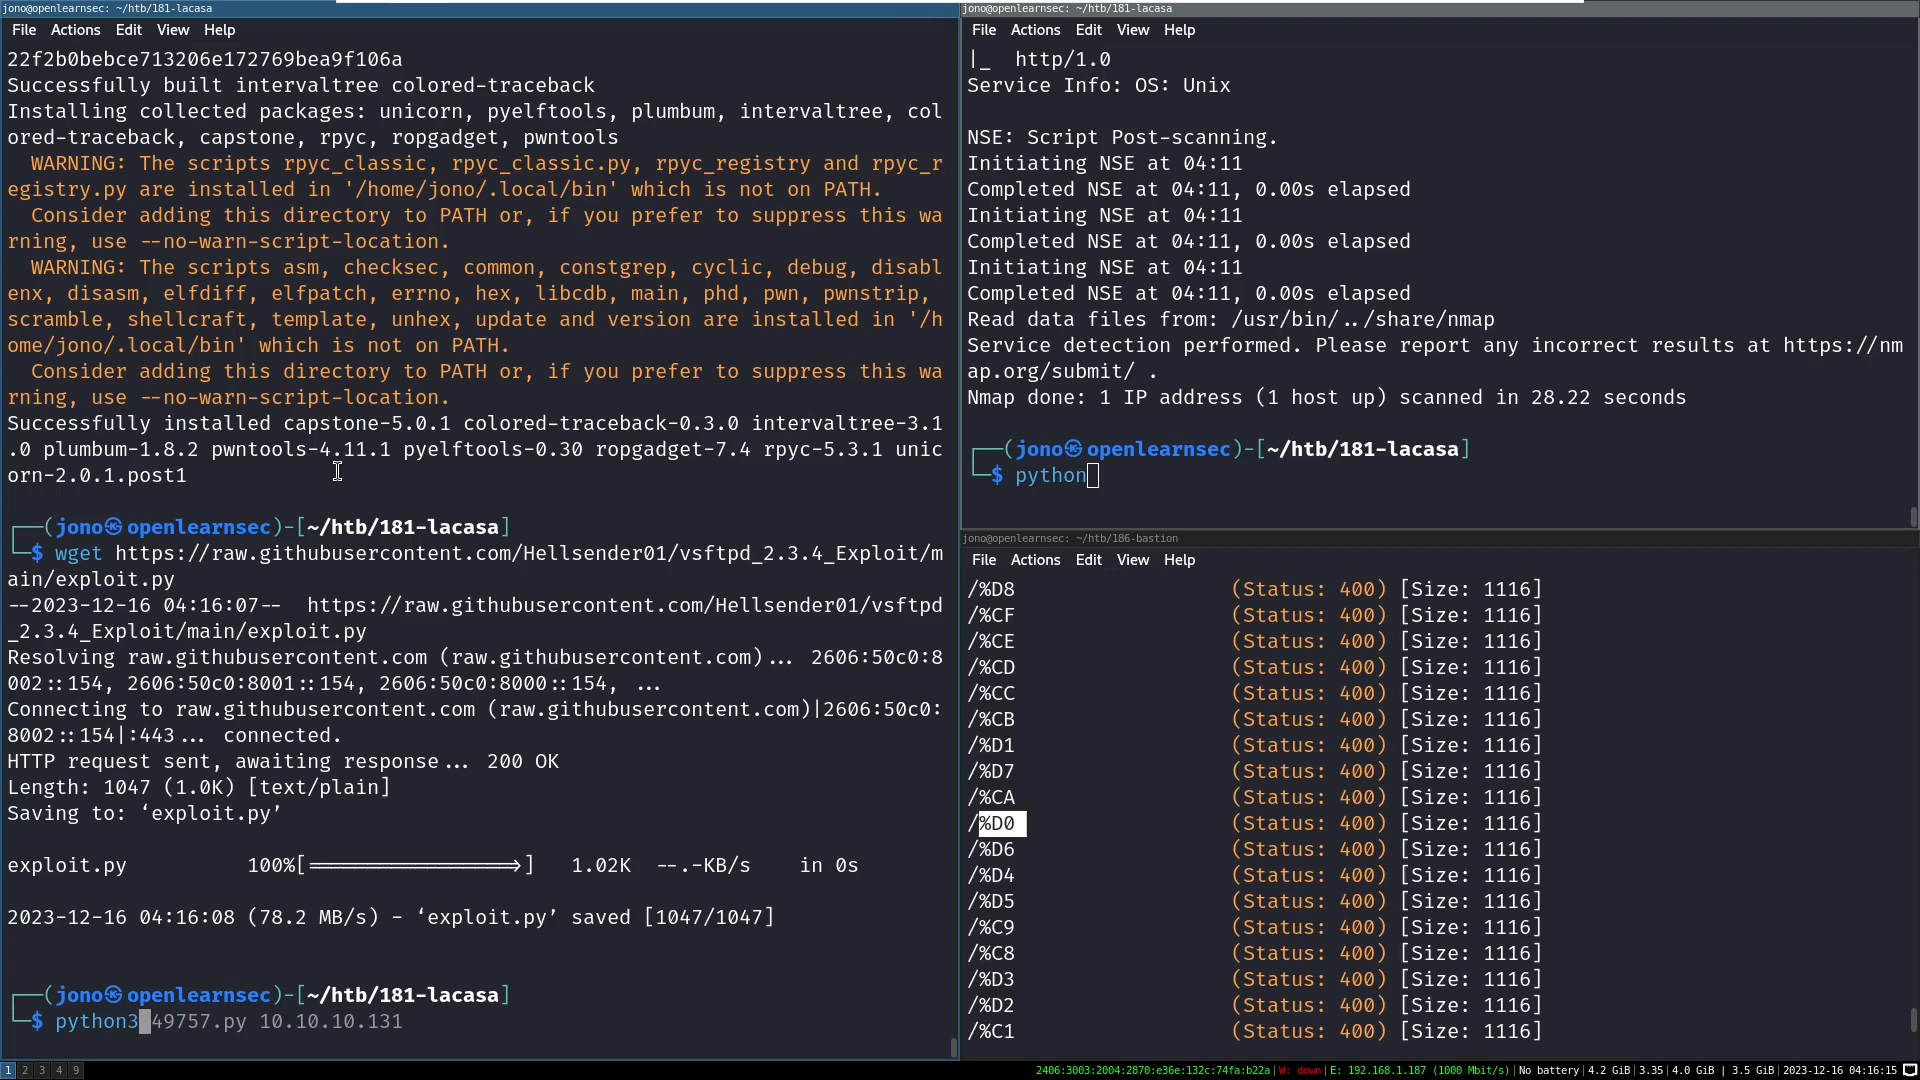 jono@openlearnsec: ~/htb/181-lacasa
File Actions Edit View Help
22f2b0bebce713206e172769bea9f106a
Successfully built intervaltree colored-traceback
Installing collected packages: unicorn, pyelftools, plumbum, intervaltree, col
ored-traceback, capstone, rpyc, ropgadget, pwntools
WARNING: The scripts rpyc_classic, rpyc_classic.py, rpyc_registry and rpyc_r
egistry.py are installed in '/home/jono/.local/bin' which is not on PATH.
Consider adding this directory to PATH or, if you prefer to suppress this wa
rning, use --no-warn-script-location.
WARNING: The scripts asm, checksec, common, constgrep, cyclic, debug, disabl
enx, disasm, elfdiff, elfpatch, errno, hex, libcdb, main, phd, pwn, pwnstrip,
scramble, shellcraft, template, unhex, update and version are installed in '/h
ome/jono/.local/bin' which is not on PATH.
Consider adding this directory to PATH or, if you prefer to suppress this wa
rning, use --no-warn-script-location.
Successfully installed capstone-5.0.1 colored-traceback-0.3.0 intervaltree-3.1
.0 plumbum-1.8.2 pwntools-4.11.1 pyelftools-0.30 ropgadget-7.4 rpyc-5.3.1 unic
orn-2.0.1.post1
┌──(jono㉿openlearnsec)-[~/htb/181-lacasa]
└─$ wget https://raw.githubusercontent.com/Hellsender01/vsftpd_2.3.4_Exploit/m
ain/exploit.py
--2023-12-16 04:16:07-- https://raw.githubusercontent.com/Hellsender01/vsftpd
_2.3.4_Exploit/main/exploit.py
Resolving raw.githubusercontent.com (raw.githubusercontent.com)... 2606:50c0:8
002::154, 2606:50c0:8001::154, 2606:50c0:8000::154, ...
Connecting to raw.githubusercontent.com (raw.githubusercontent.com)|2606:50c0:
8002::154|:443... connected.
HTTP request sent, awaiting response... 200 OK
Length: 1047 (1.0K) [text/plain]
Saving to: ‘exploit.py’
exploit.py 100%[==================>] 1.02K --.-KB/s in 0s
2023-12-16 04:16:08 (78.2 MB/s) - ‘exploit.py’ saved [1047/1047]
┌──(jono㉿openlearnsec)-[~/htb/181-lacasa]
└─$ python3 49757.py 10.10.10.131
jono@openlearnsec: ~/htb/181-lacasa
File Actions Edit View Help
|_ http/1.0
Service Info: OS: Unix
NSE: Script Post-scanning.
Initiating NSE at 04:11
Completed NSE at 04:11, 0.00s elapsed
Initiating NSE at 04:11
Completed NSE at 04:11, 0.00s elapsed
Initiating NSE at 04:11
Completed NSE at 04:11, 0.00s elapsed
Read data files from: /usr/bin/../share/nmap
Service detection performed. Please report any incorrect results at https://nm
ap.org/submit/ .
Nmap done: 1 IP address (1 host up) scanned in 28.22 seconds
┌──(jono㉿openlearnsec)-[~/htb/181-lacasa]
└─$ python
jono@openlearnsec: ~/htb/186-bastion
File Actions Edit View Help
/%D8 (Status: 400) [Size: 1116]
/%CF (Status: 400) [Size: 1116]
/%CE (Status: 400) [Size: 1116]
/%CD (Status: 400) [Size: 1116]
/%CC (Status: 400) [Size: 1116]
/%CB (Status: 400) [Size: 1116]
/%D1 (Status: 400) [Size: 1116]
/%D7 (Status: 400) [Size: 1116]
/%CA (Status: 400) [Size: 1116]
/%D0 (Status: 400) [Size: 1116]
/%D6 (Status: 400) [Size: 1116]
/%D4 (Status: 400) [Size: 1116]
/%D5 (Status: 400) [Size: 1116]
/%C9 (Status: 400) [Size: 1116]
/%C8 (Status: 400) [Size: 1116]
/%D3 (Status: 400) [Size: 1116]
/%D2 (Status: 400) [Size: 1116]
/%C1 (Status: 400) [Size: 1116]
1 2 3 4 9
2406:3003:2004:2870:e36e:132c:74fa:b22a|W: down|E: 192.168.1.187 (1000 Mbit/s)|No battery|4.2 GiB|3.35|4.0 GiB | 3.5 GiB|2023-12-16 04:16:15